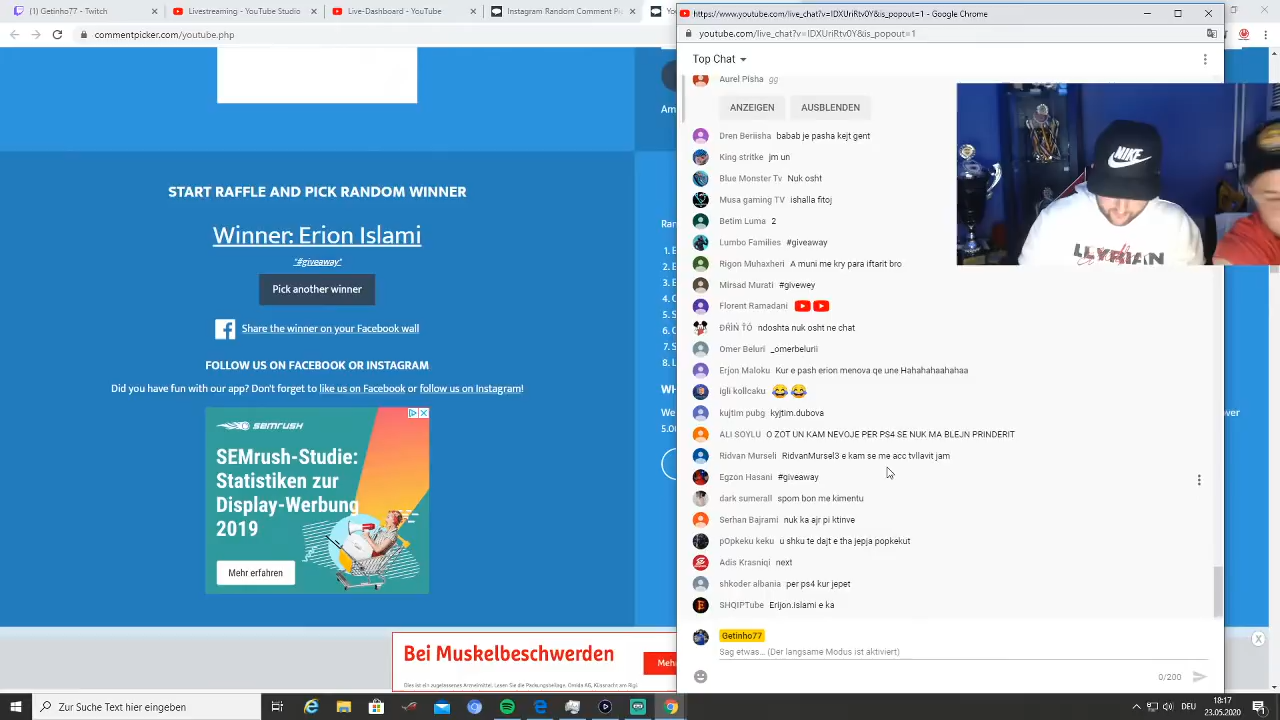 Getinho77 - Twitch
Livestreaming - YouTube Studio
Live-Dashboard - YouTube
Instagram Random Comment Pi
https://www.youtube.com/live_chat?v=IDXUriRtv0Y&is_popout=1 - Google Chrome
commentpicker.com/youtube.php
youtube.com/live_chat?v=IDXUriRtv0Y&is_popout=1
Top Chat
Aurel Pisha gg
ANZEIGEN
AUSBLENDEN
Dren Beriisha babab je pasha kejt gent
King stritke jm un
Blue Monster Tv Nuk osht
Musa gaming TV ishalla fitoj
Betim Luma 2
Lumbo Families #giveaway
Rigon Muhaxheri A muni me kry para iftarit bro
Mirsad Murati #givewey
Florent Ramadani
ĐŘÏŃ ŤÓ ndoshta nuk osht ne chat
Omer Beluri _omerbelurii
Erjon Maloku Kur e pash erion menova qe une Hahahahaahahaa
igli kollcaku
kujtim pubg kyjtim.dubova
ALI SOYLU O ZOT UN KAM NEVOJE PER PS4 SE NUK MA BLEJN PRINDERIT
Ridvan Murseli RidvanMursel3 e kam se me acc tvllavit jam
Egzon Hasani #giveaway
dark sumerall spom bon me kimentu
Serhan Bajrami nuk ka ajr pi ktinve
pOpkeku keku u shku te dajt e tha jepja popkekut
Adis Krasniqi next
shkoder albania per ps4 kur jepet
SHQIPTube Erijon.islami e ka
Getinho77
Sag etwas... (Der langsame Modus ist aktiviert)
0/200
START RAFFLE AND PICK RANDOM WINNER
Winner: Erion Islami
"#giveaway"
Pick another winner
Share the winner on your Facebook wall
FOLLOW US ON FACEBOOK OR INSTAGRAM
Did you have fun with our app? Don't forget to like us on Facebook or follow us on Instagram!
SEMRUSH
SEMrush-Studie:
Statistiken zur
Display-Werbung
2019
Mehr erfahren
Bei Muskelbeschwerden
NIKE
LLYRIAN
Zur Suche Text hier eingeben
DEU
18:17
23.05.2020